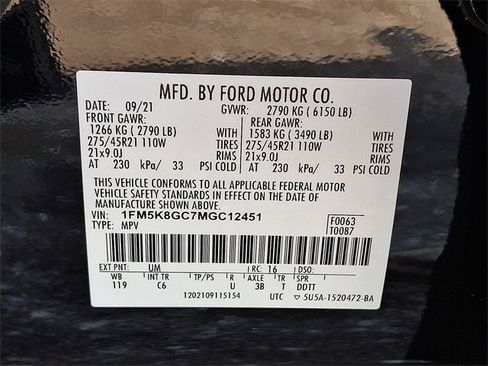 MFD. BY FORD MOTOR CO.
DATE: 09/21 GVWR: 2790 KG ( 6150 LB)
FRONT GAWR: REAR GAWR:
1266 KG ( 2790 LB) 1583 KG ( 3490 LB)
275/45R21 110W TIRES 275/45R21 110W TIRES
21x9.0J RIMS 21x9.0J RIMS
AT 230 kPa/ 33 PSI COLD AT 230 kPa/ 33 PSI COLD
THIS VEHICLE CONFORMS TO ALL APPLICABLE FEDERAL MOTOR
VEHICLE SAFETY STANDARDS IN EFFECT ON THE DATE OF
MANUFACTURE SHOWN ABOVE.
VIN: 1FM5K8GC7MGC12451 F0063
TYPE: MPV T0087
EXT PNT: UM RC: 16 DSO:
WB INT TR TP/PS R AXLE TR SPR
119 C6 U 3B T DDTT
1202109115154 UTC ▽ 5U5A-1520472-BA